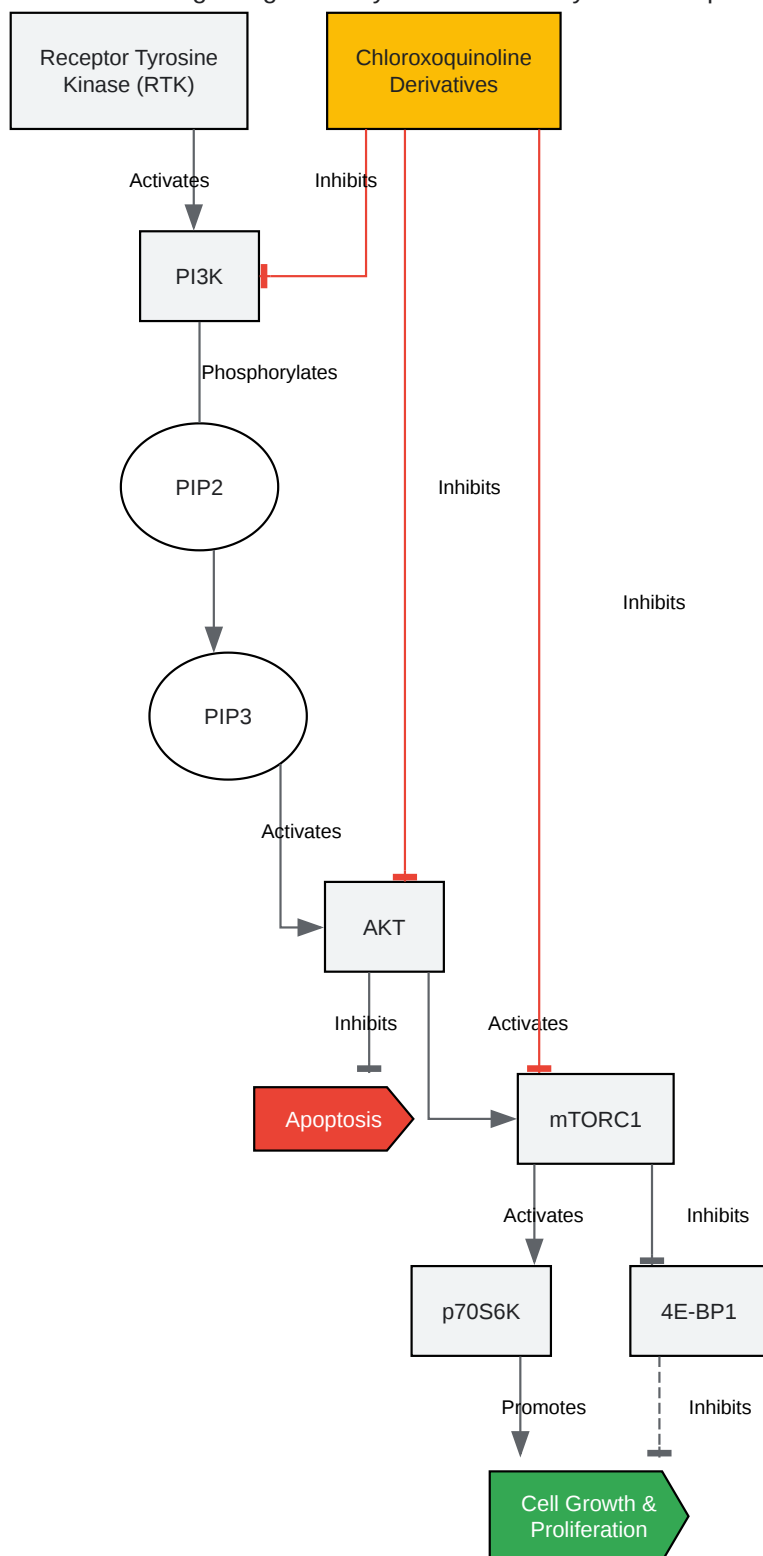 Receptor Tyrosine
Kinase (RTK)
Chloroxoquinoline
Derivatives
Activates
Inhibits
PI3K
Phosphorylates
PIP2
Inhibits
Inhibits
PIP3
Activates
AKT
Inhibits
Activates
Apoptosis
mTORC1
Activates
Inhibits
p70S6K
4E-BP1
Promotes
Inhibits
Cell Growth &
Proliferation